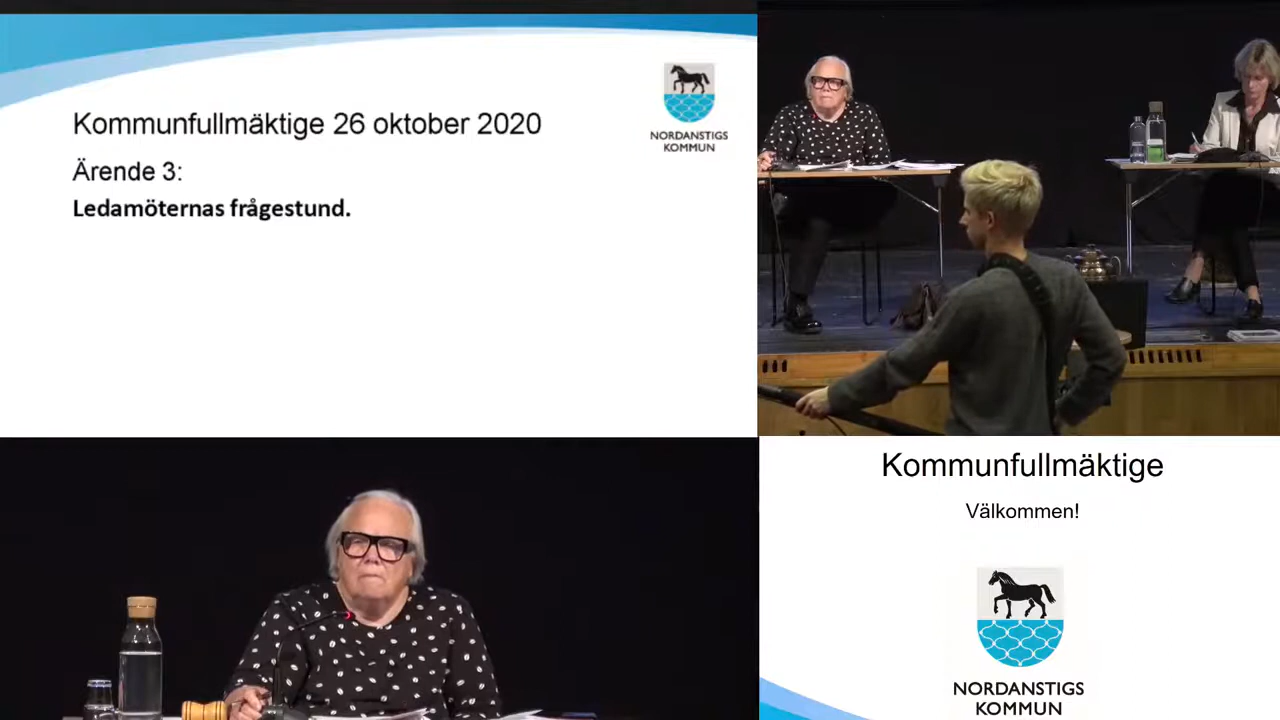 Kommunfullmäktige 26 oktober 2020
Ärende 3:
Ledamöternas frågestund.
NORDANSTIGS
KOMMUN
Kommunfullmäktige
Välkommen!
NORDANSTIGS
KOMMUN